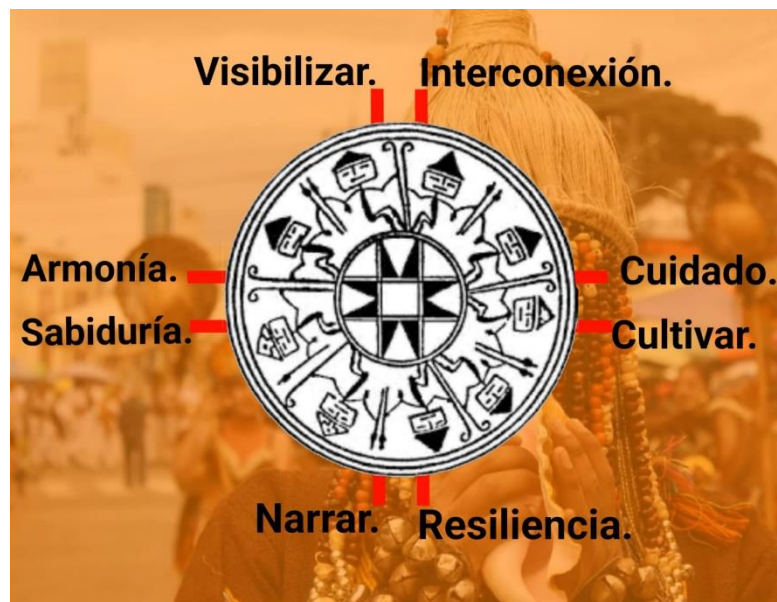 Visibilizar. Interconexión.
Armonía. Cuidado.
Sabiduría. Cultivar.
Narrar. Resiliencia.